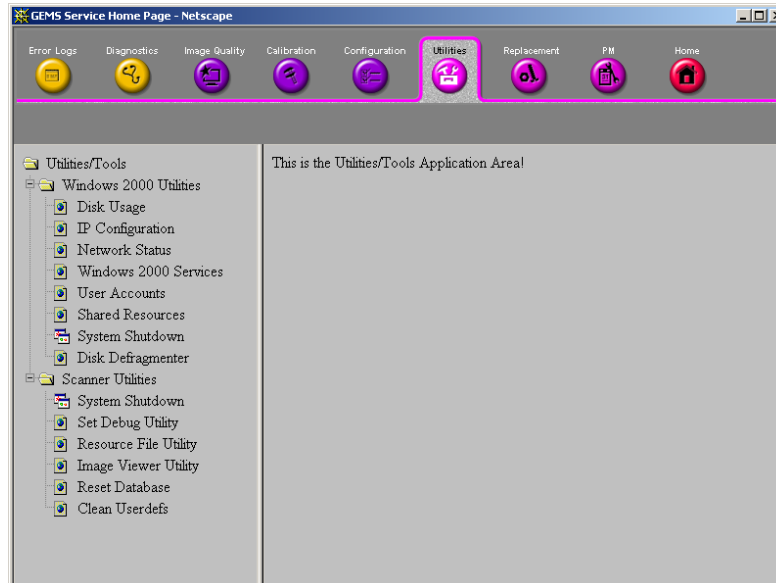 GEMS Service Home Page - Netscape
Error Logs Diagnostics Image Quality Calibration Configuration Utilities Replacement PM Home
Utilities/Tools
Windows 2000 Utilities
Disk Usage
IP Configuration
Network Status
Windows 2000 Services
User Accounts
Shared Resources
System Shutdown
Disk Defragmenter
Scanner Utilities
System Shutdown
Set Debug Utility
Resource File Utility
Image Viewer Utility
Reset Database
Clean Userdefs
This is the Utilities/Tools Application Area!